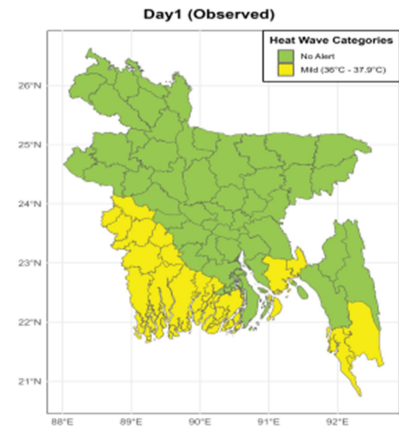 Day1 (Observed)
Heat Wave Categories
No Alert
Mild (36°C - 37.9°C)
26°N
25°N
24°N
23°N
22°N
21°N
88°E
89°E
90°E
91°E
92°E